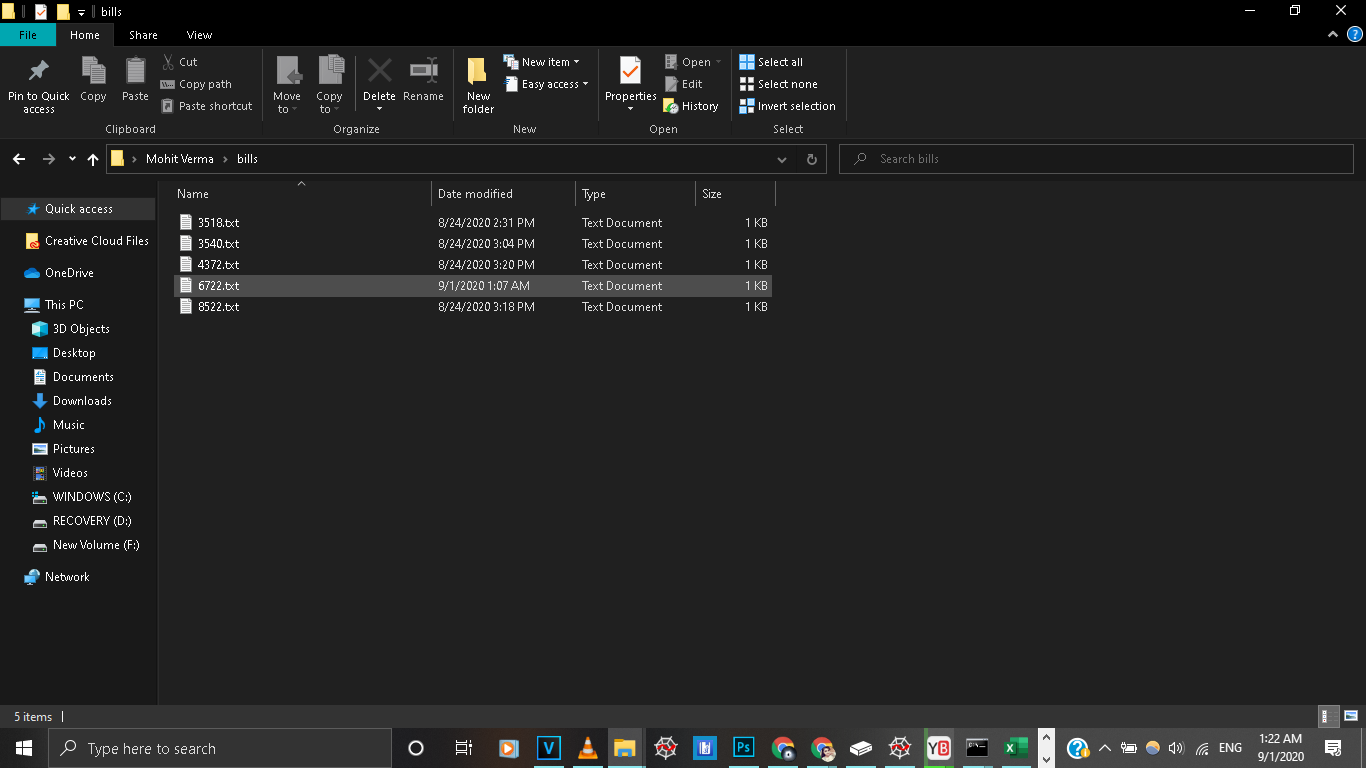 bills
File Home Share View
Pin to Quick access
Copy
Paste
Cut
Copy path
Paste shortcut
Clipboard
Move to
Copy to
Delete
Rename
Organize
New folder
New item
Easy access
New
Properties
Open
Edit
History
Open
Select all
Select none
Invert selection
Select
Mohit Verma › bills
Search bills
Quick access
Creative Cloud Files
OneDrive
This PC
3D Objects
Desktop
Documents
Downloads
Music
Pictures
Videos
WINDOWS (C:)
RECOVERY (D:)
New Volume (F:)
Network
Name Date modified Type Size
3518.txt 8/24/2020 2:31 PM Text Document 1 KB
3540.txt 8/24/2020 3:04 PM Text Document 1 KB
4372.txt 8/24/2020 3:20 PM Text Document 1 KB
6722.txt 9/1/2020 1:07 AM Text Document 1 KB
8522.txt 8/24/2020 3:18 PM Text Document 1 KB
5 items
Type here to search
V
Ps
YB
ENG
1:22 AM
9/1/2020